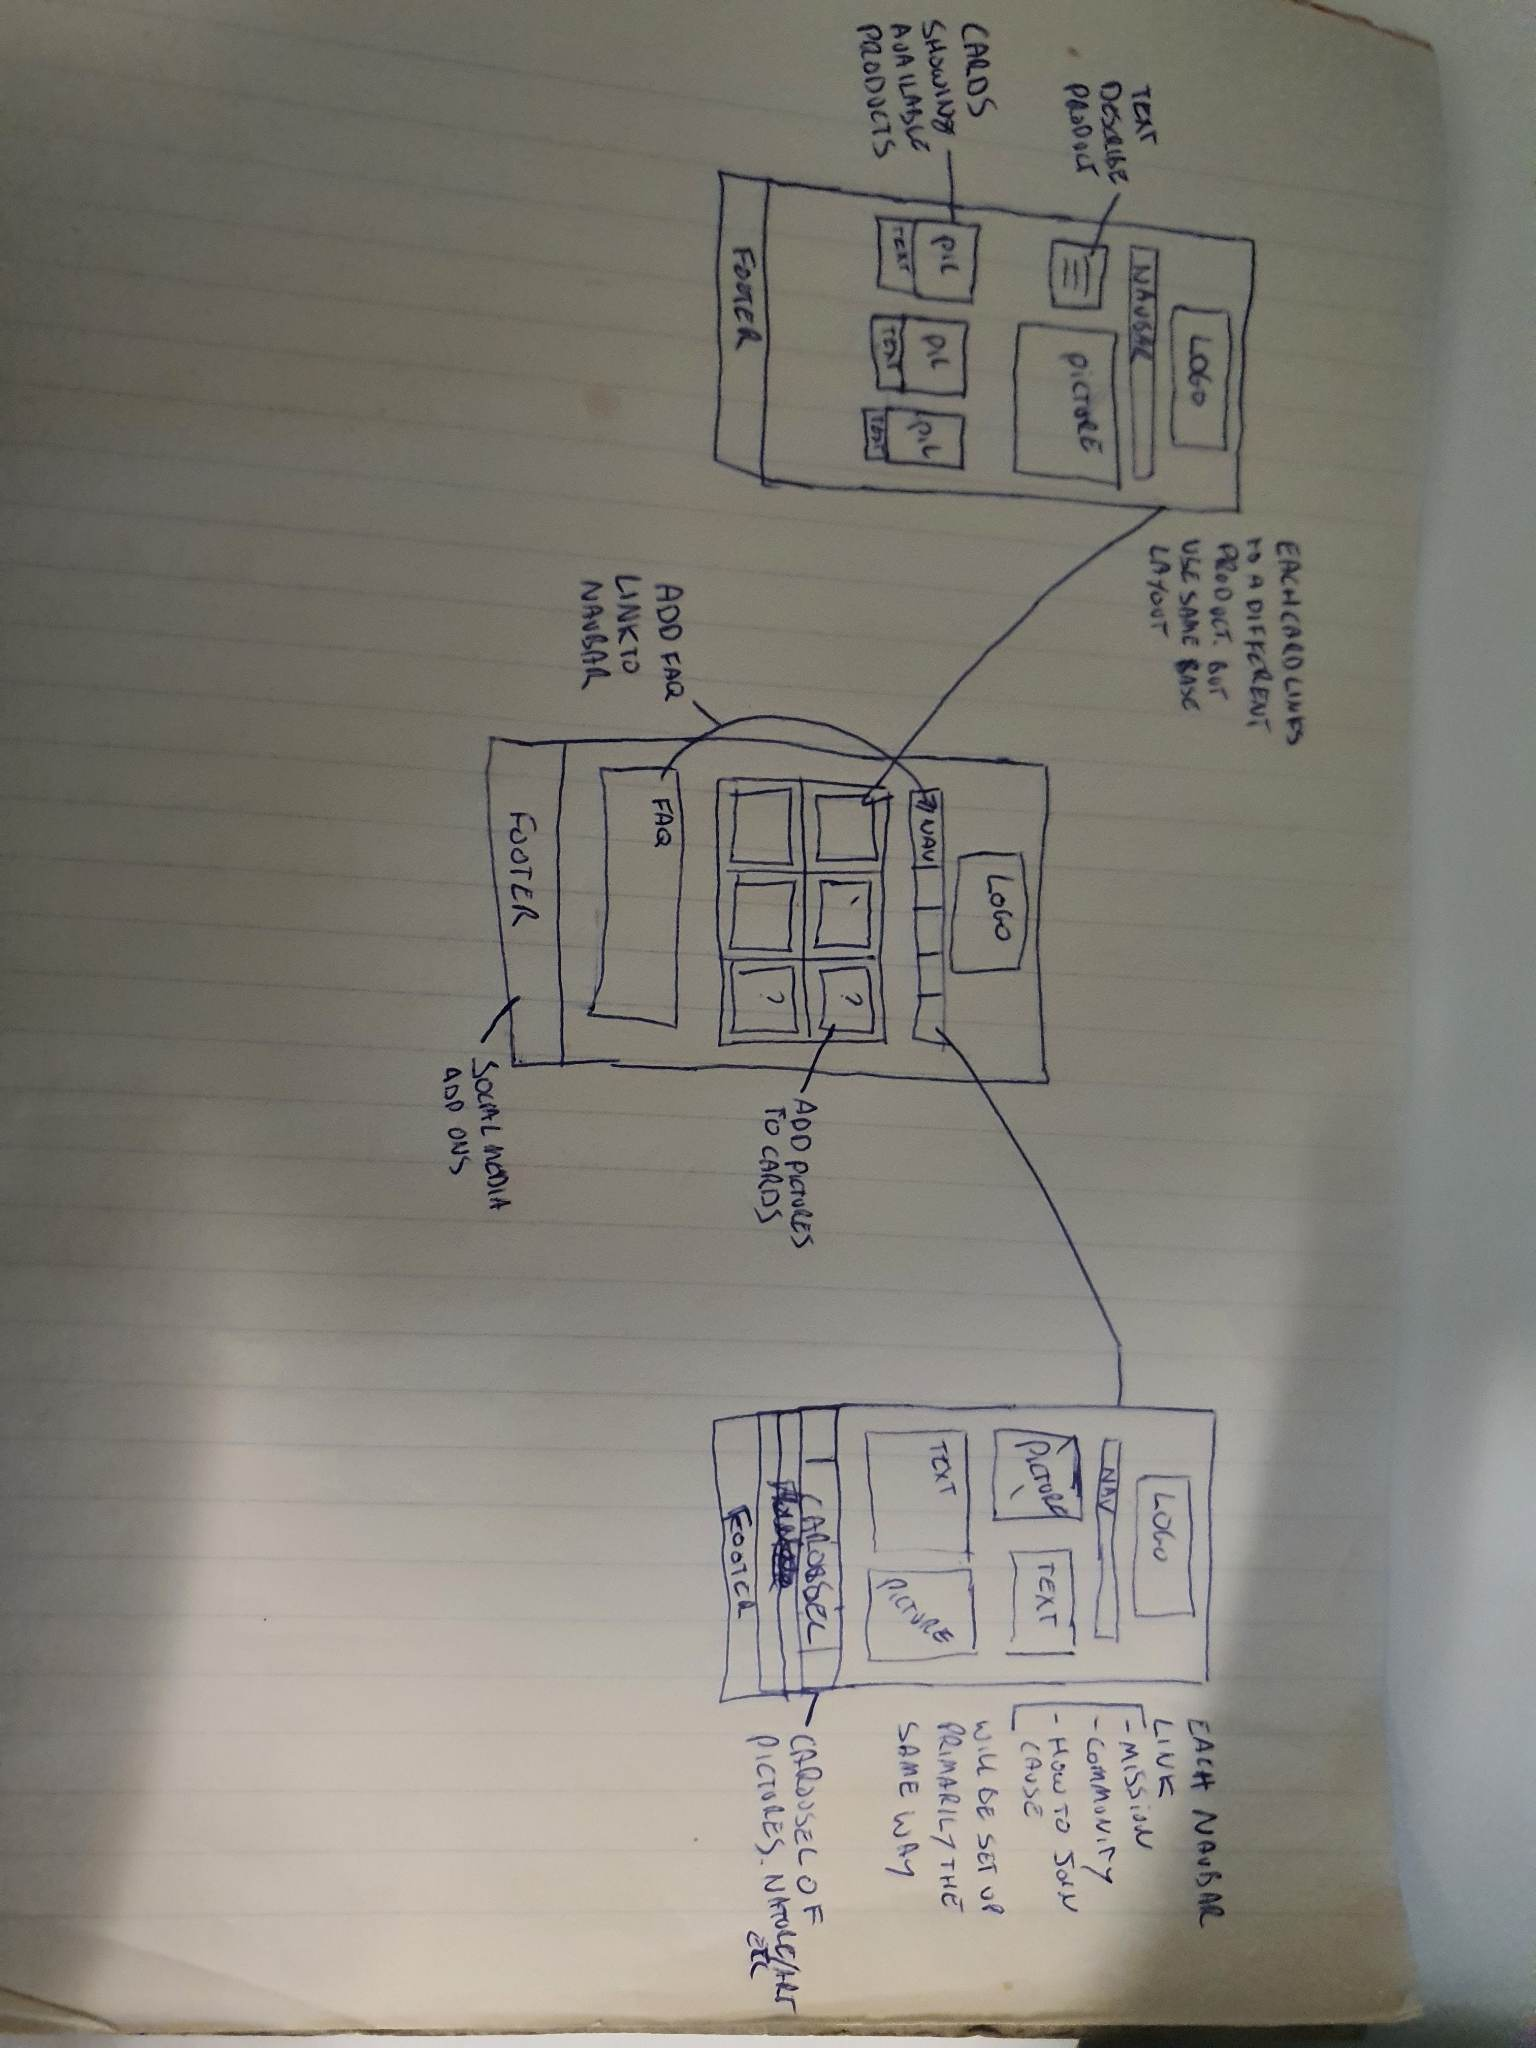 CARDS
SHOWING
AVAILABLE
PRODUCTS
TEXT
DESCRIBE
PRODUCT
LOGO
NAVBAR
PICTURE
PIC
PIC
PIC
TEXT
TEXT
TEXT
FOOTER
EACH CARD LINKS
TO A DIFFERENT
PRODUCT. BUT
USE SAME BASE
LAYOUT
ADD FAQ
LINK TO
NAVBAR
LOGO
NAV
?
?
FAQ
FOOTER
ADD PICTURES
TO CARDS
SOCIAL MEDIA
ADD ONS
LOGO
NAV
PICTURE
TEXT
TEXT
PICTURE
CAROUSEL
FOOTER
EACH NAVBAR
LINK
- MISSION
- COMMUNITY
- HOW TO JOIN
CAUSE
WILL BE SET UP
PRIMARILY THE
SAME WAY
CAROUSEL OF
PICTURES. NATURE/ART
ETC